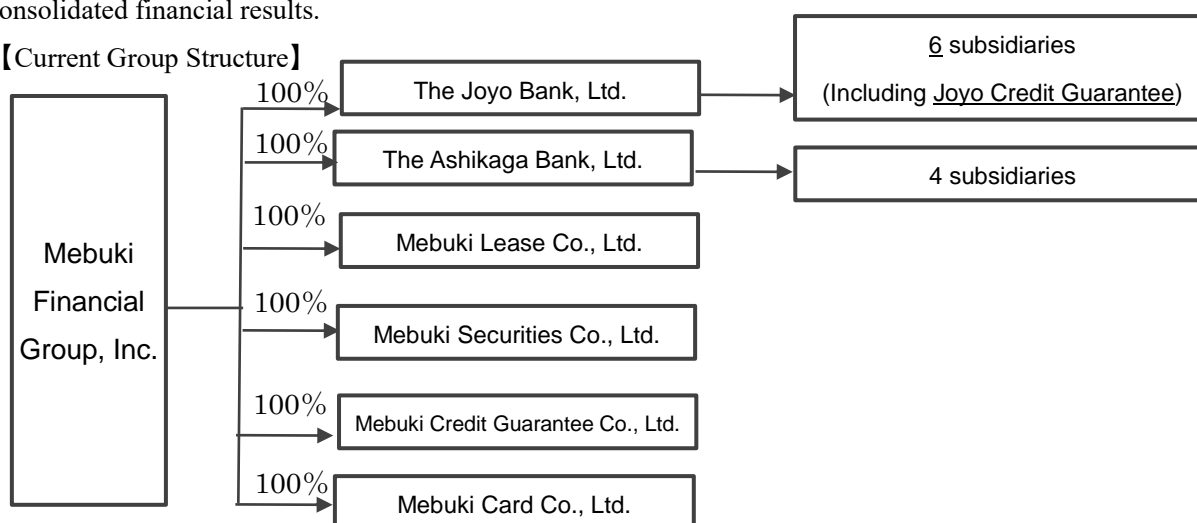 onsolidated financial results.
【Current Group Structure】
Mebuki
Financial
Group, Inc.
100%
The Joyo Bank, Ltd.
6 subsidiaries
(Including Joyo Credit Guarantee)
100%
The Ashikaga Bank, Ltd.
4 subsidiaries
100%
Mebuki Lease Co., Ltd.
100%
Mebuki Securities Co., Ltd.
100%
Mebuki Credit Guarantee Co., Ltd.
100%
Mebuki Card Co., Ltd.